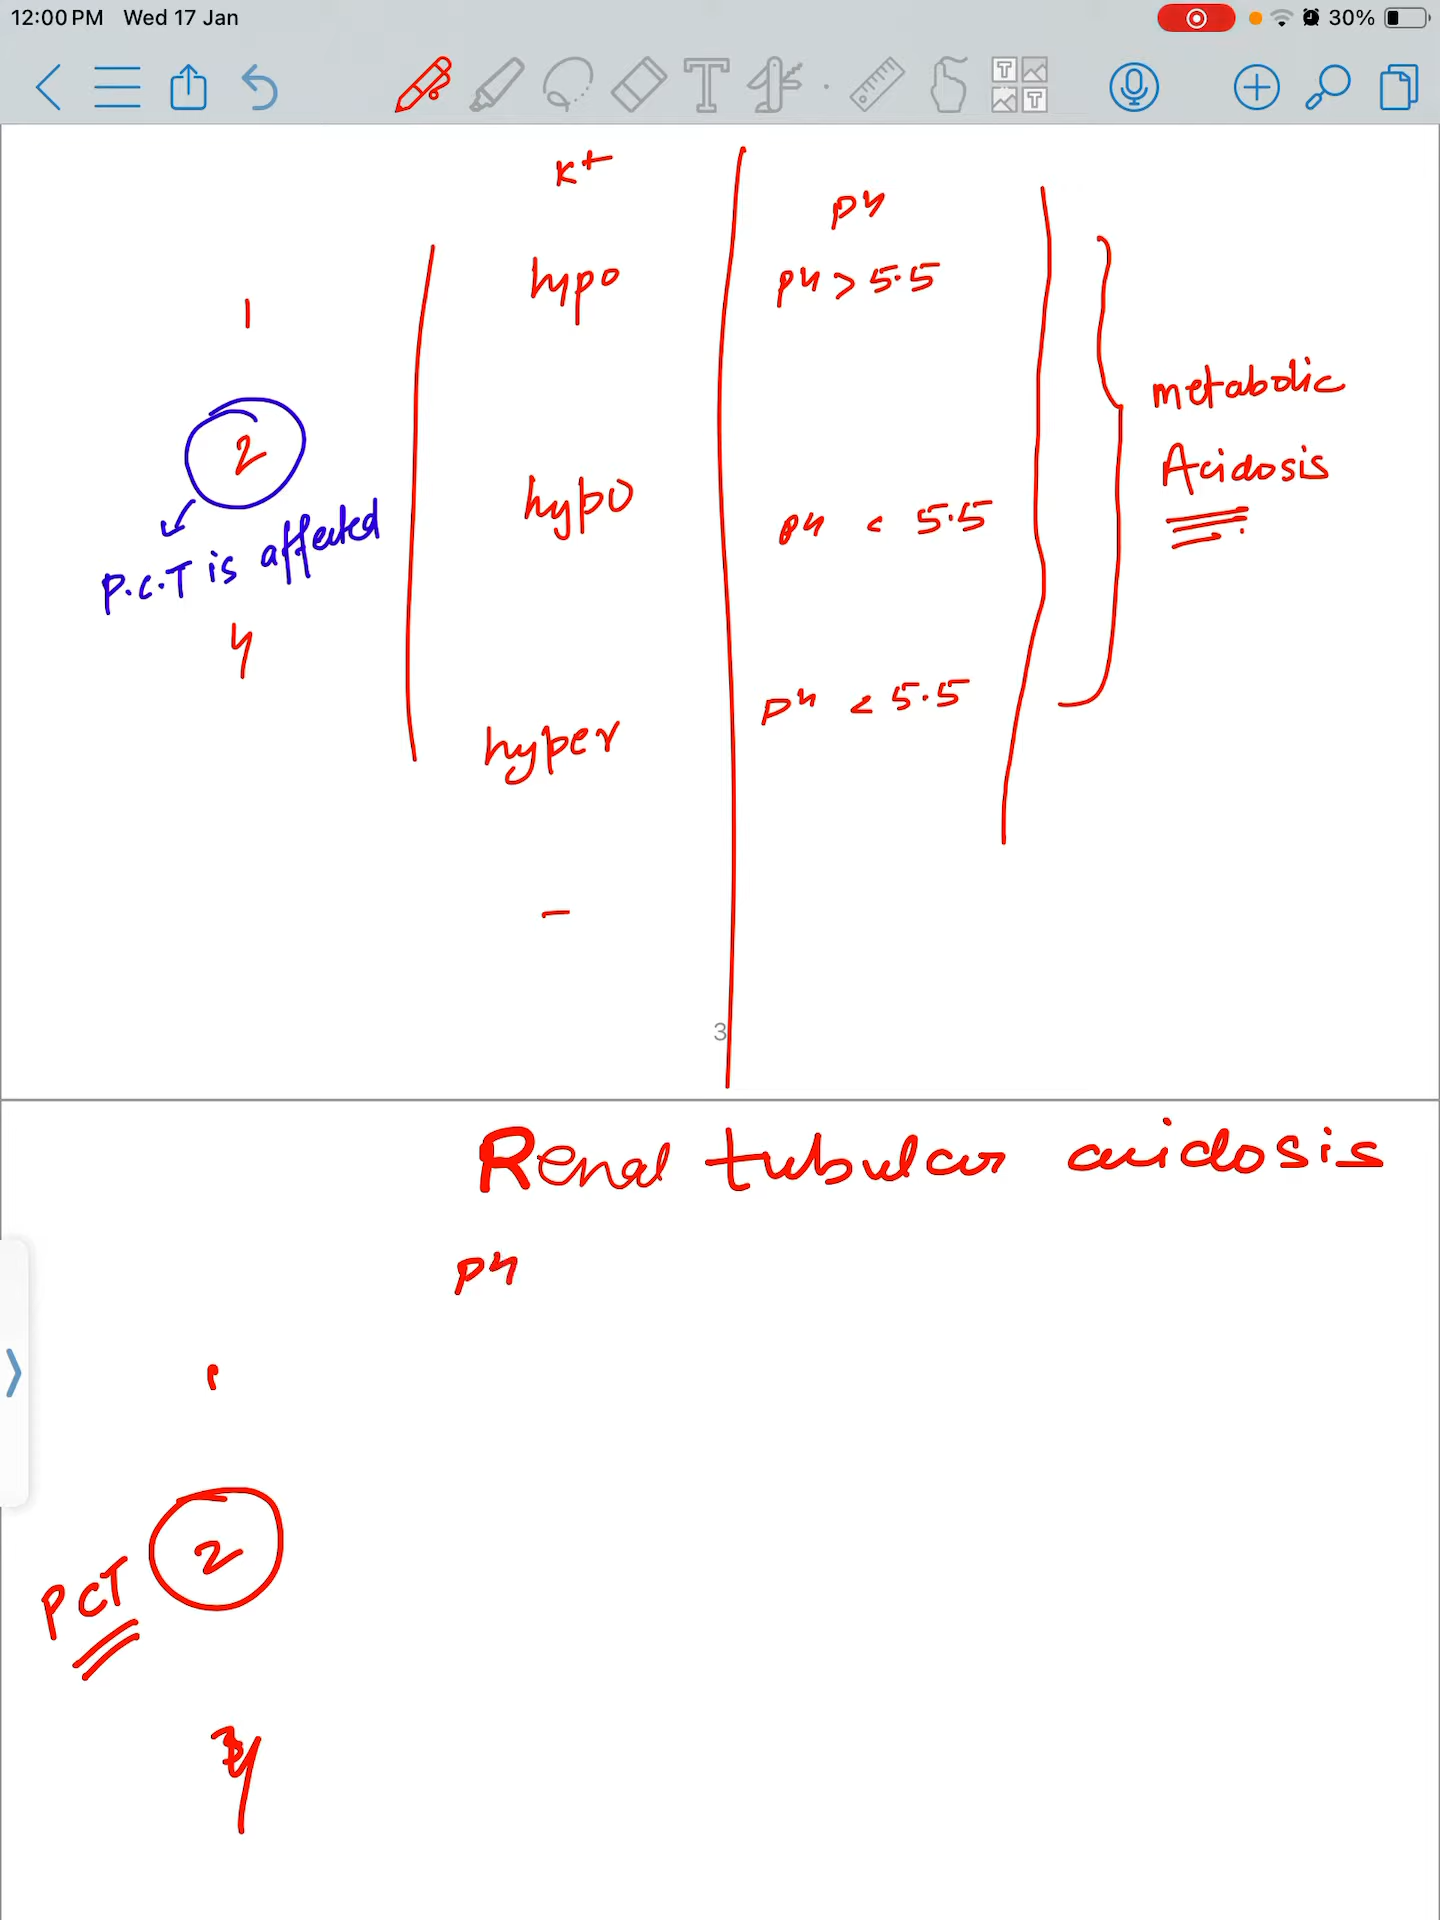 12:00 PM Wed 17 Jan 30%
K+
pH
hypo pH > 5.5
1
metabolic
2
Acidosis
hypo pH < 5.5
P.C.T is affected
4
pH < 5.5
hyper
-
3
Renal tubular acidosis
pH
1
2
PCT
4